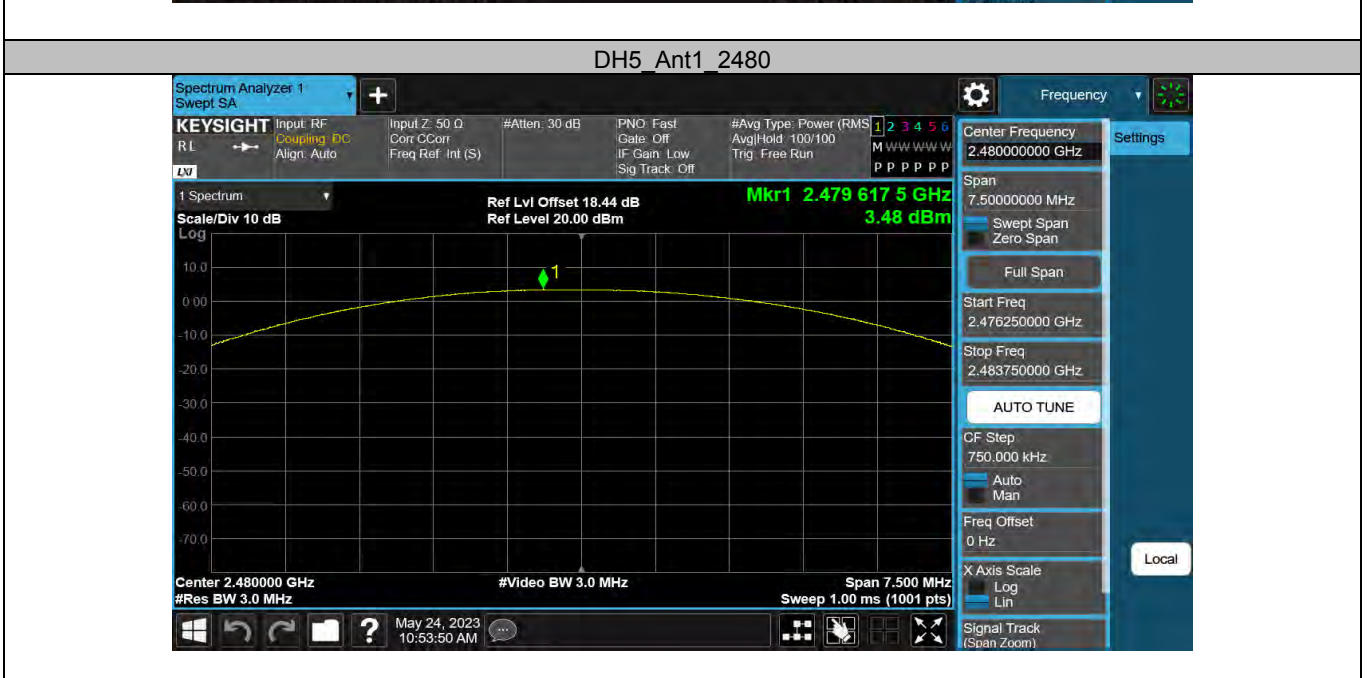 DH5_Ant1_2480
Spectrum Analyzer 1
Swept SA
Frequency
KEYSIGHT
RL
LXI
Input: RF
Coupling: DC
Align: Auto
Input Z: 50 Ω
Corr CCorr
Freq Ref: Int (S)
#Atten: 30 dB
PNO: Fast
Gate: Off
IF Gain: Low
Sig Track: Off
#Avg Type: Power (RMS
Avg|Hold: 100/100
Trig: Free Run
1 2 3 4 5 6
M W W W W W
P P P P P P
1 Spectrum
Scale/Div 10 dB
Ref Lvl Offset 18.44 dB
Ref Level 20.00 dBm
Mkr1 2.479 617 5 GHz
3.48 dBm
Log
10.0
0.00
-10.0
-20.0
-30.0
-40.0
-50.0
-60.0
-70.0
1
Center 2.480000 GHz
#Res BW 3.0 MHz
#Video BW 3.0 MHz
Span 7.500 MHz
Sweep 1.00 ms (1001 pts)
May 24, 2023
10:53:50 AM
Center Frequency
2.480000000 GHz
Settings
Span
7.50000000 MHz
Swept Span
Zero Span
Full Span
Start Freq
2.476250000 GHz
Stop Freq
2.483750000 GHz
AUTO TUNE
CF Step
750.000 kHz
Auto
Man
Freq Offset
0 Hz
X Axis Scale
Log
Lin
Local
Signal Track
(Span Zoom)